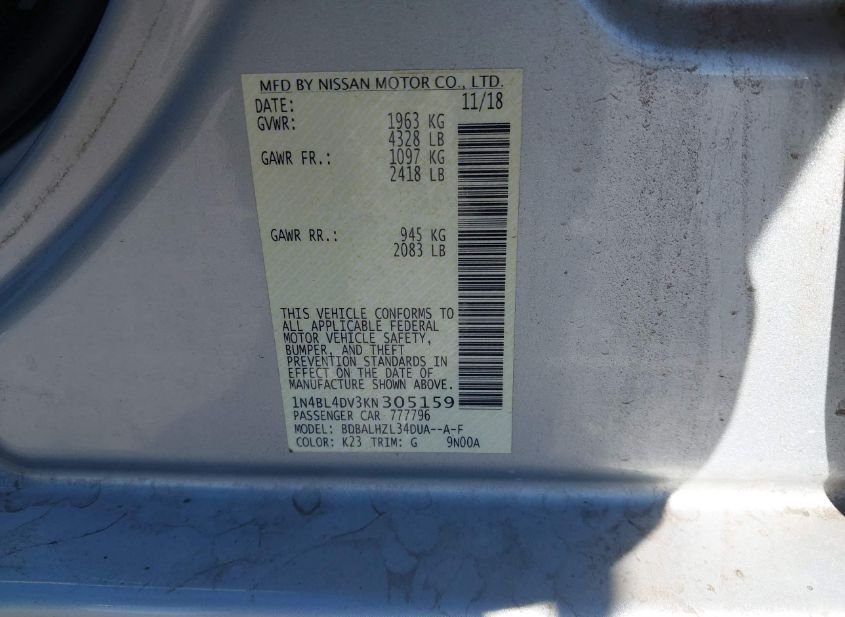 MFD BY NISSAN MOTOR CO., LTD.
DATE: 11/18
GVWR: 1963 KG
4328 LB
GAWR FR.: 1097 KG
2418 LB
GAWR RR.: 945 KG
2083 LB
THIS VEHICLE CONFORMS TO
ALL APPLICABLE FEDERAL
MOTOR VEHICLE SAFETY,
BUMPER, AND THEFT
PREVENTION STANDARDS IN
EFFECT ON THE DATE OF
MANUFACTURE SHOWN ABOVE.
1N4BL4DV3KN305159
PASSENGER CAR 777796
MODEL: BDBALHZL34DUA--A-F
COLOR: K23 TRIM: G 9N00A